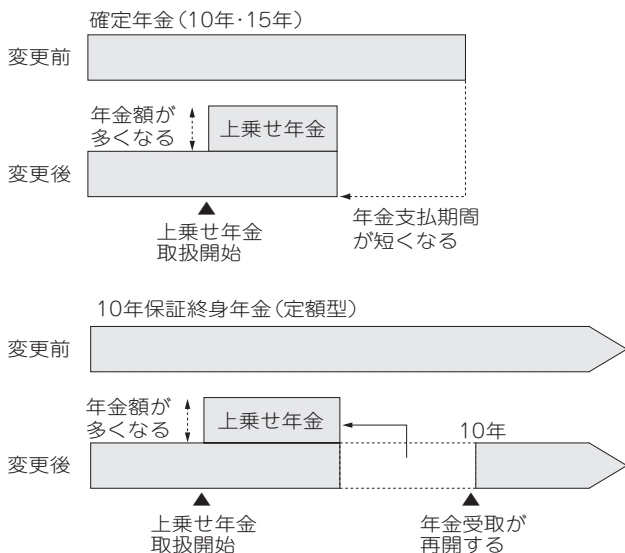 確定年金（10年・15年）
変更前
年金額が
多くなる
上乗せ年金
変更後
上乗せ年金
取扱開始
年金支払期間
が短くなる
10年保証終身年金（定額型）
変更前
年金額が
多くなる
上乗せ年金
10年
変更後
上乗せ年金
取扱開始
年金受取が
再開する